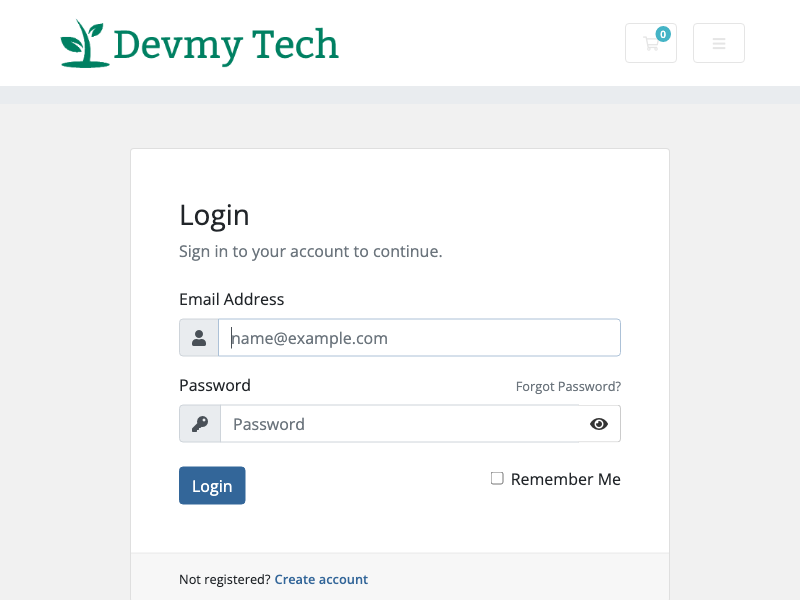 Devmy Tech
0
Login
Sign in to your account to continue.
Email Address
name@example.com
Password
Forgot Password?
Password
Login
Remember Me
Not registered? Create account